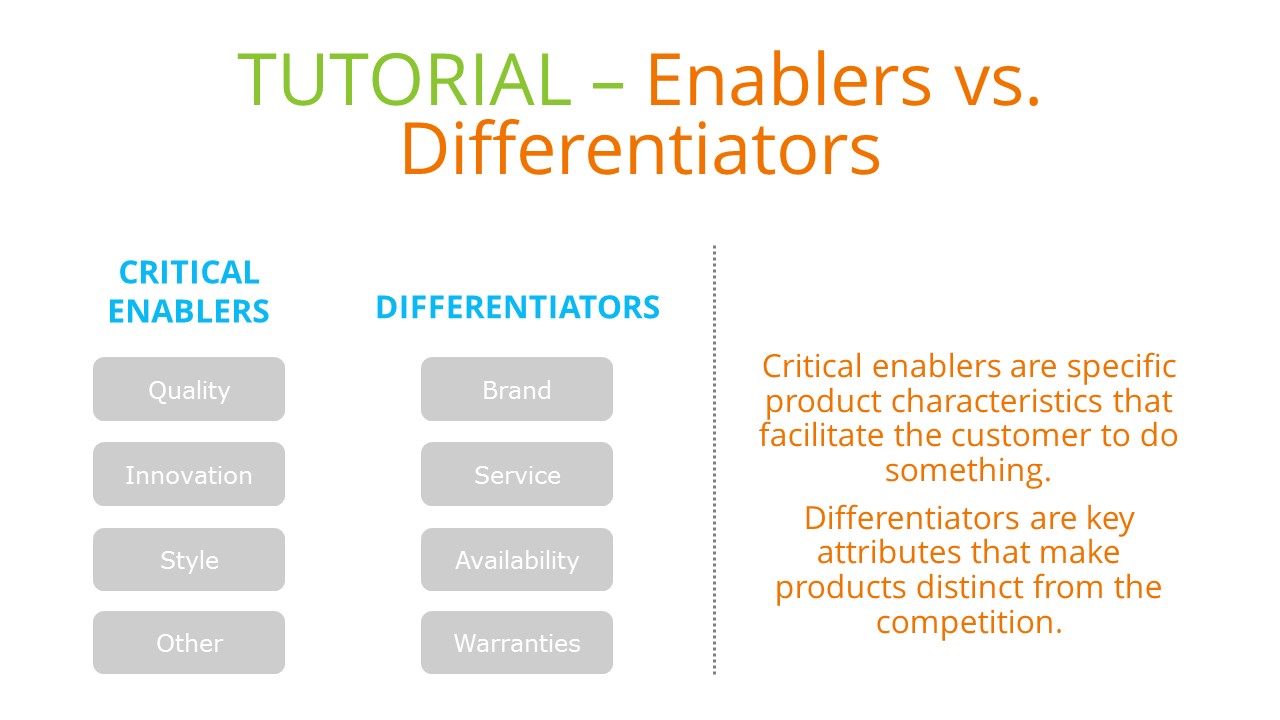 TUTORIAL – Enablers vs.
Differentiators
CRITICAL
ENABLERS
Quality
Innovation
Style
Other
DIFFERENTIATORS
Brand
Service
Availability
Warranties
Critical enablers are specific
product characteristics that
facilitate the customer to do
something.
Differentiators are key
attributes that make
products distinct from the
competition.